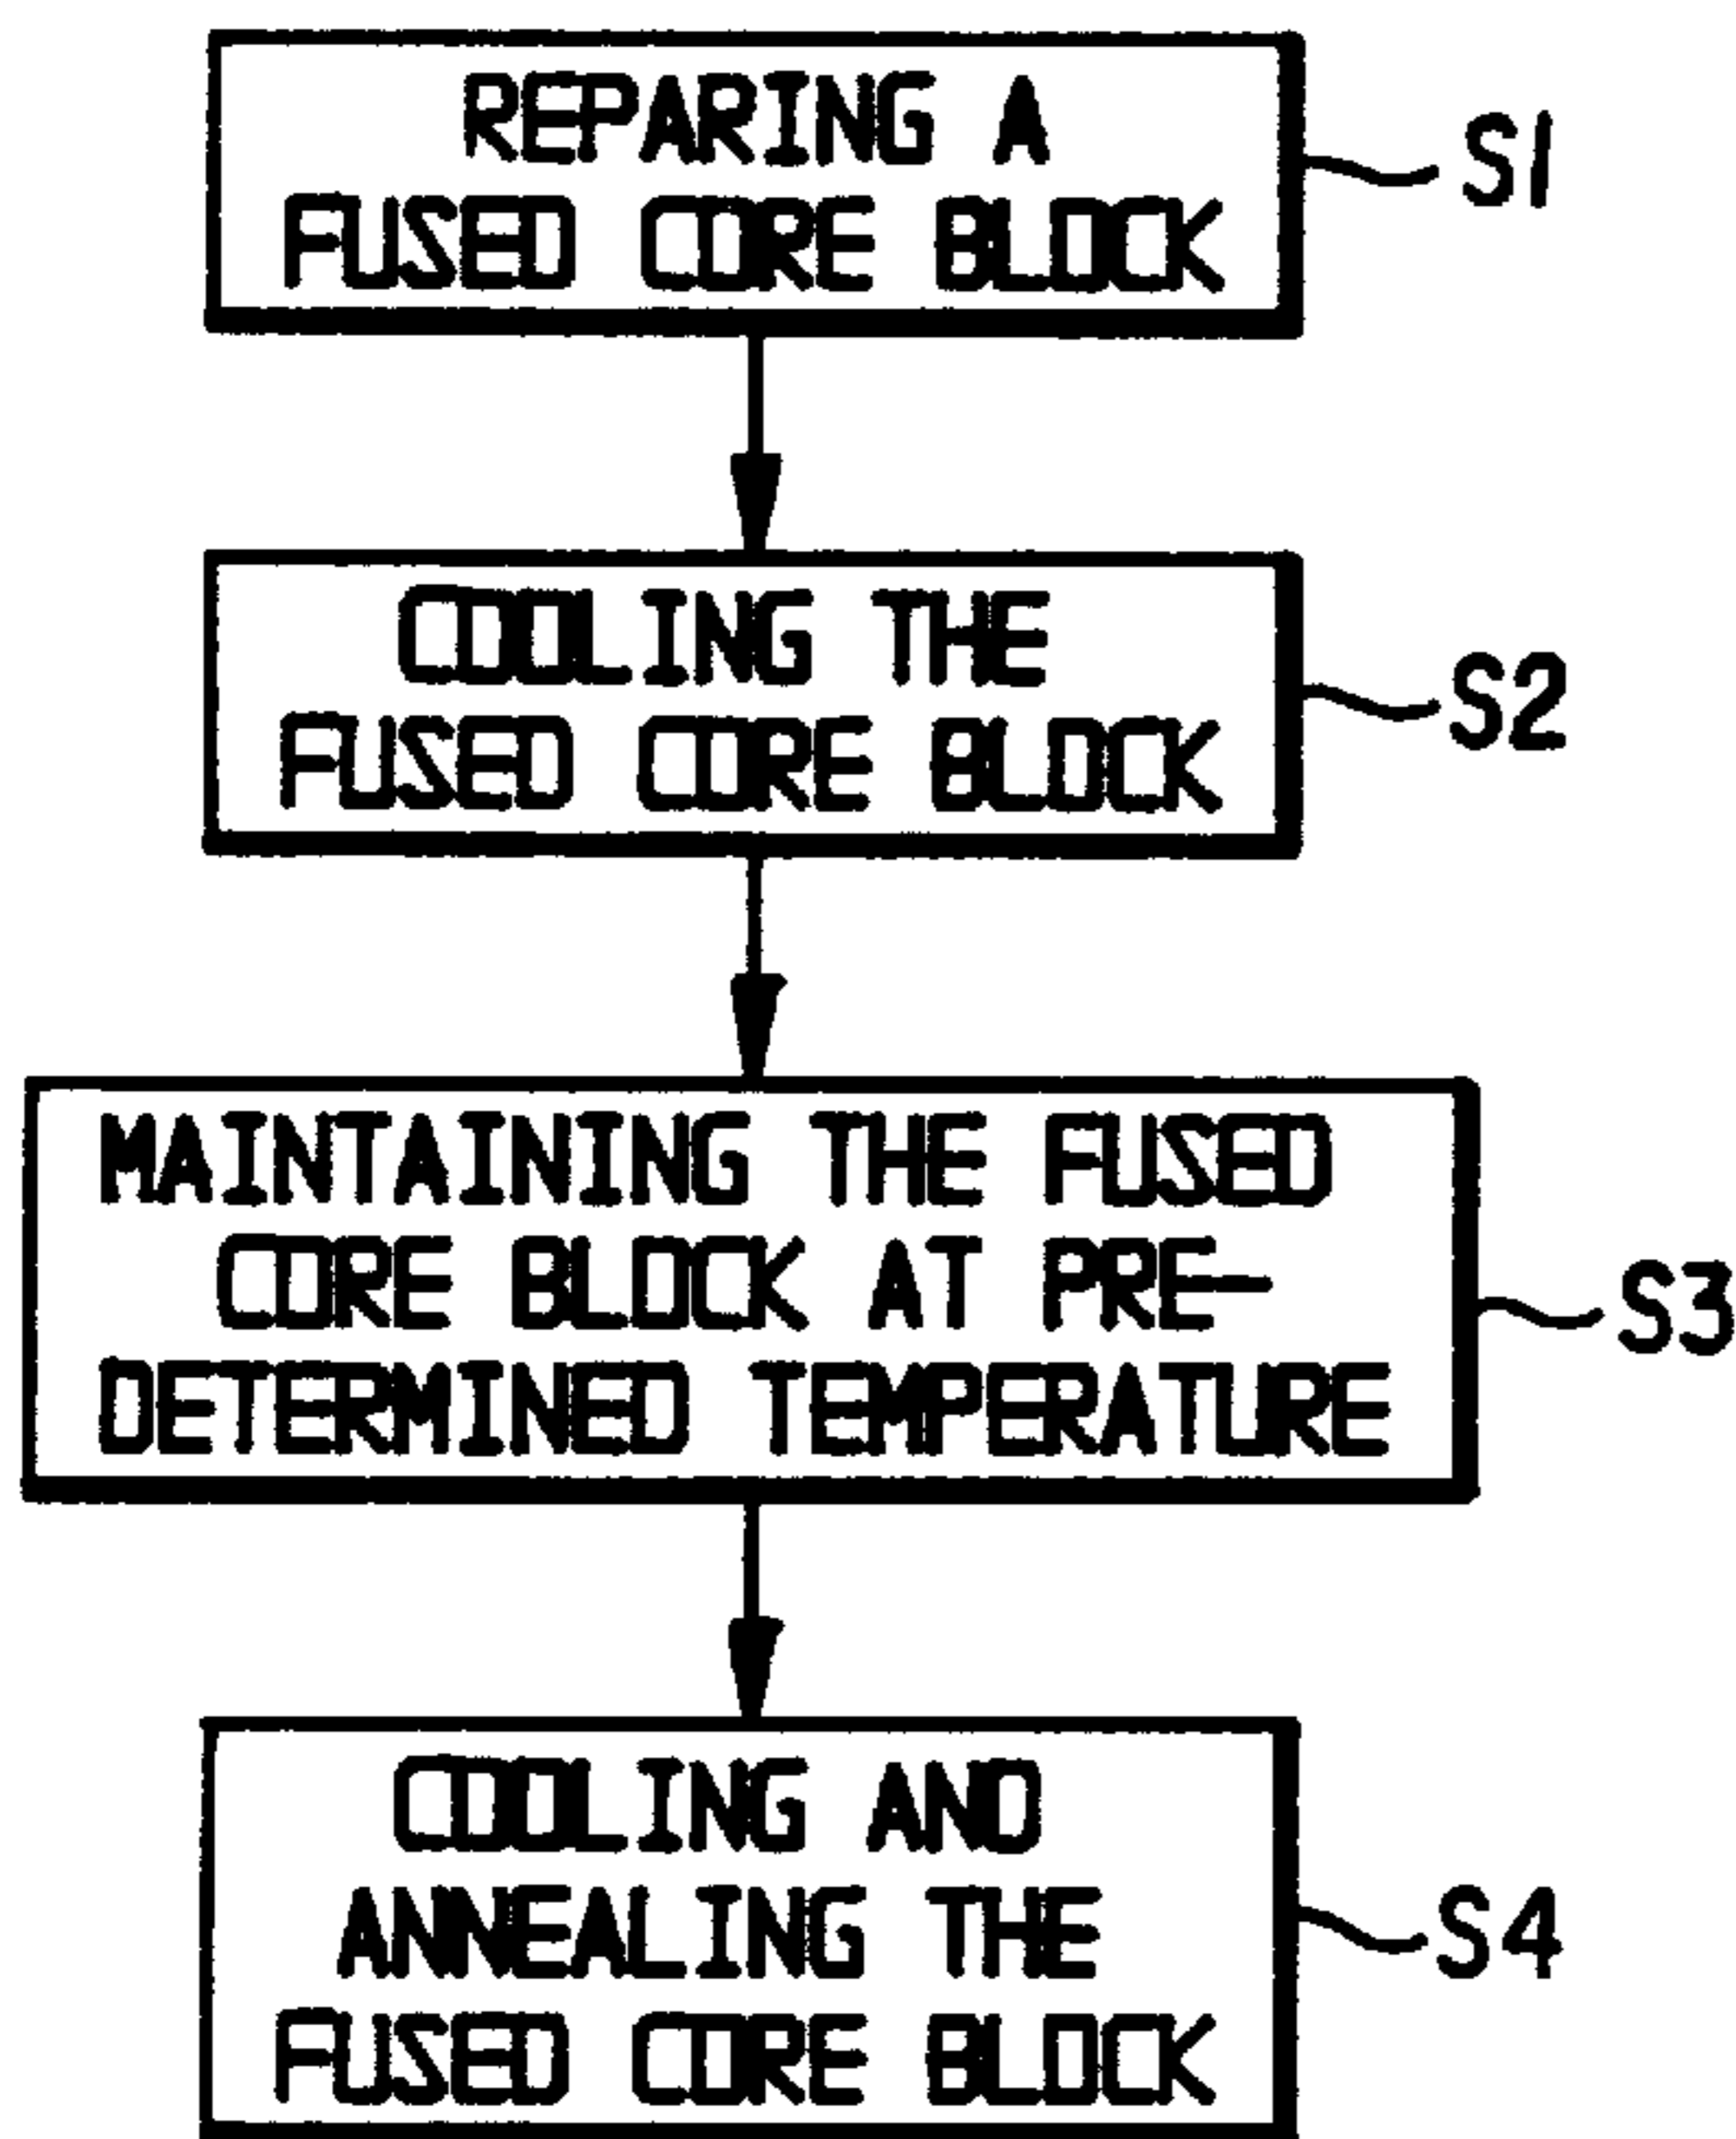 REPARING A
FUSED CORE BLOCK
S1
COOLING THE
FUSED CORE BLOCK
S2
MAINTAINING THE FUSED
CORE BLOCK AT PRE-
DETERMINED TEMPERATURE
S3
COOLING AND
ANNEALING THE
FUSED CORE BLOCK
S4